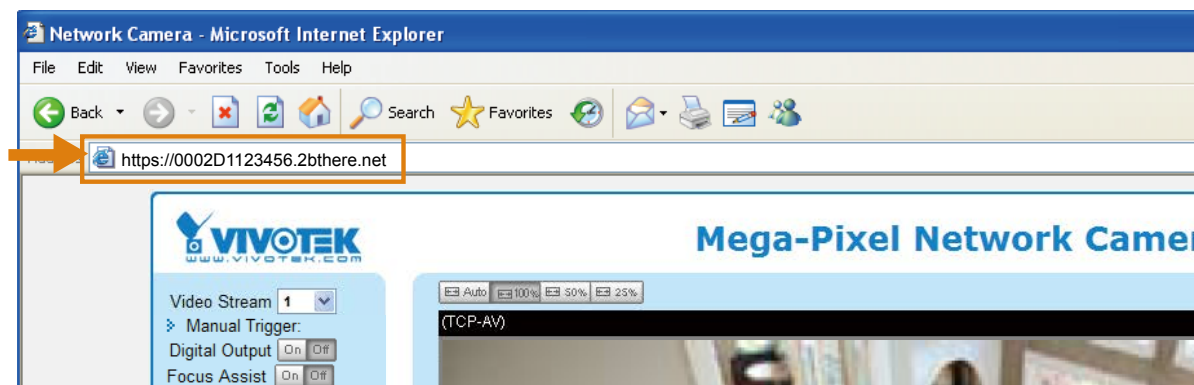 Network Camera - Microsoft Internet Explorer
File Edit View Favorites Tools Help
Back Search Favorites
https://0002D1123456.2bthere.net
VIVOTEK
www.vivotek.com
Mega-Pixel Network
Auto 100% 50% 25%
Video Stream 1
(TCP-AV)
Manual Trigger:
Digital Output On Off
Focus Assist On Off